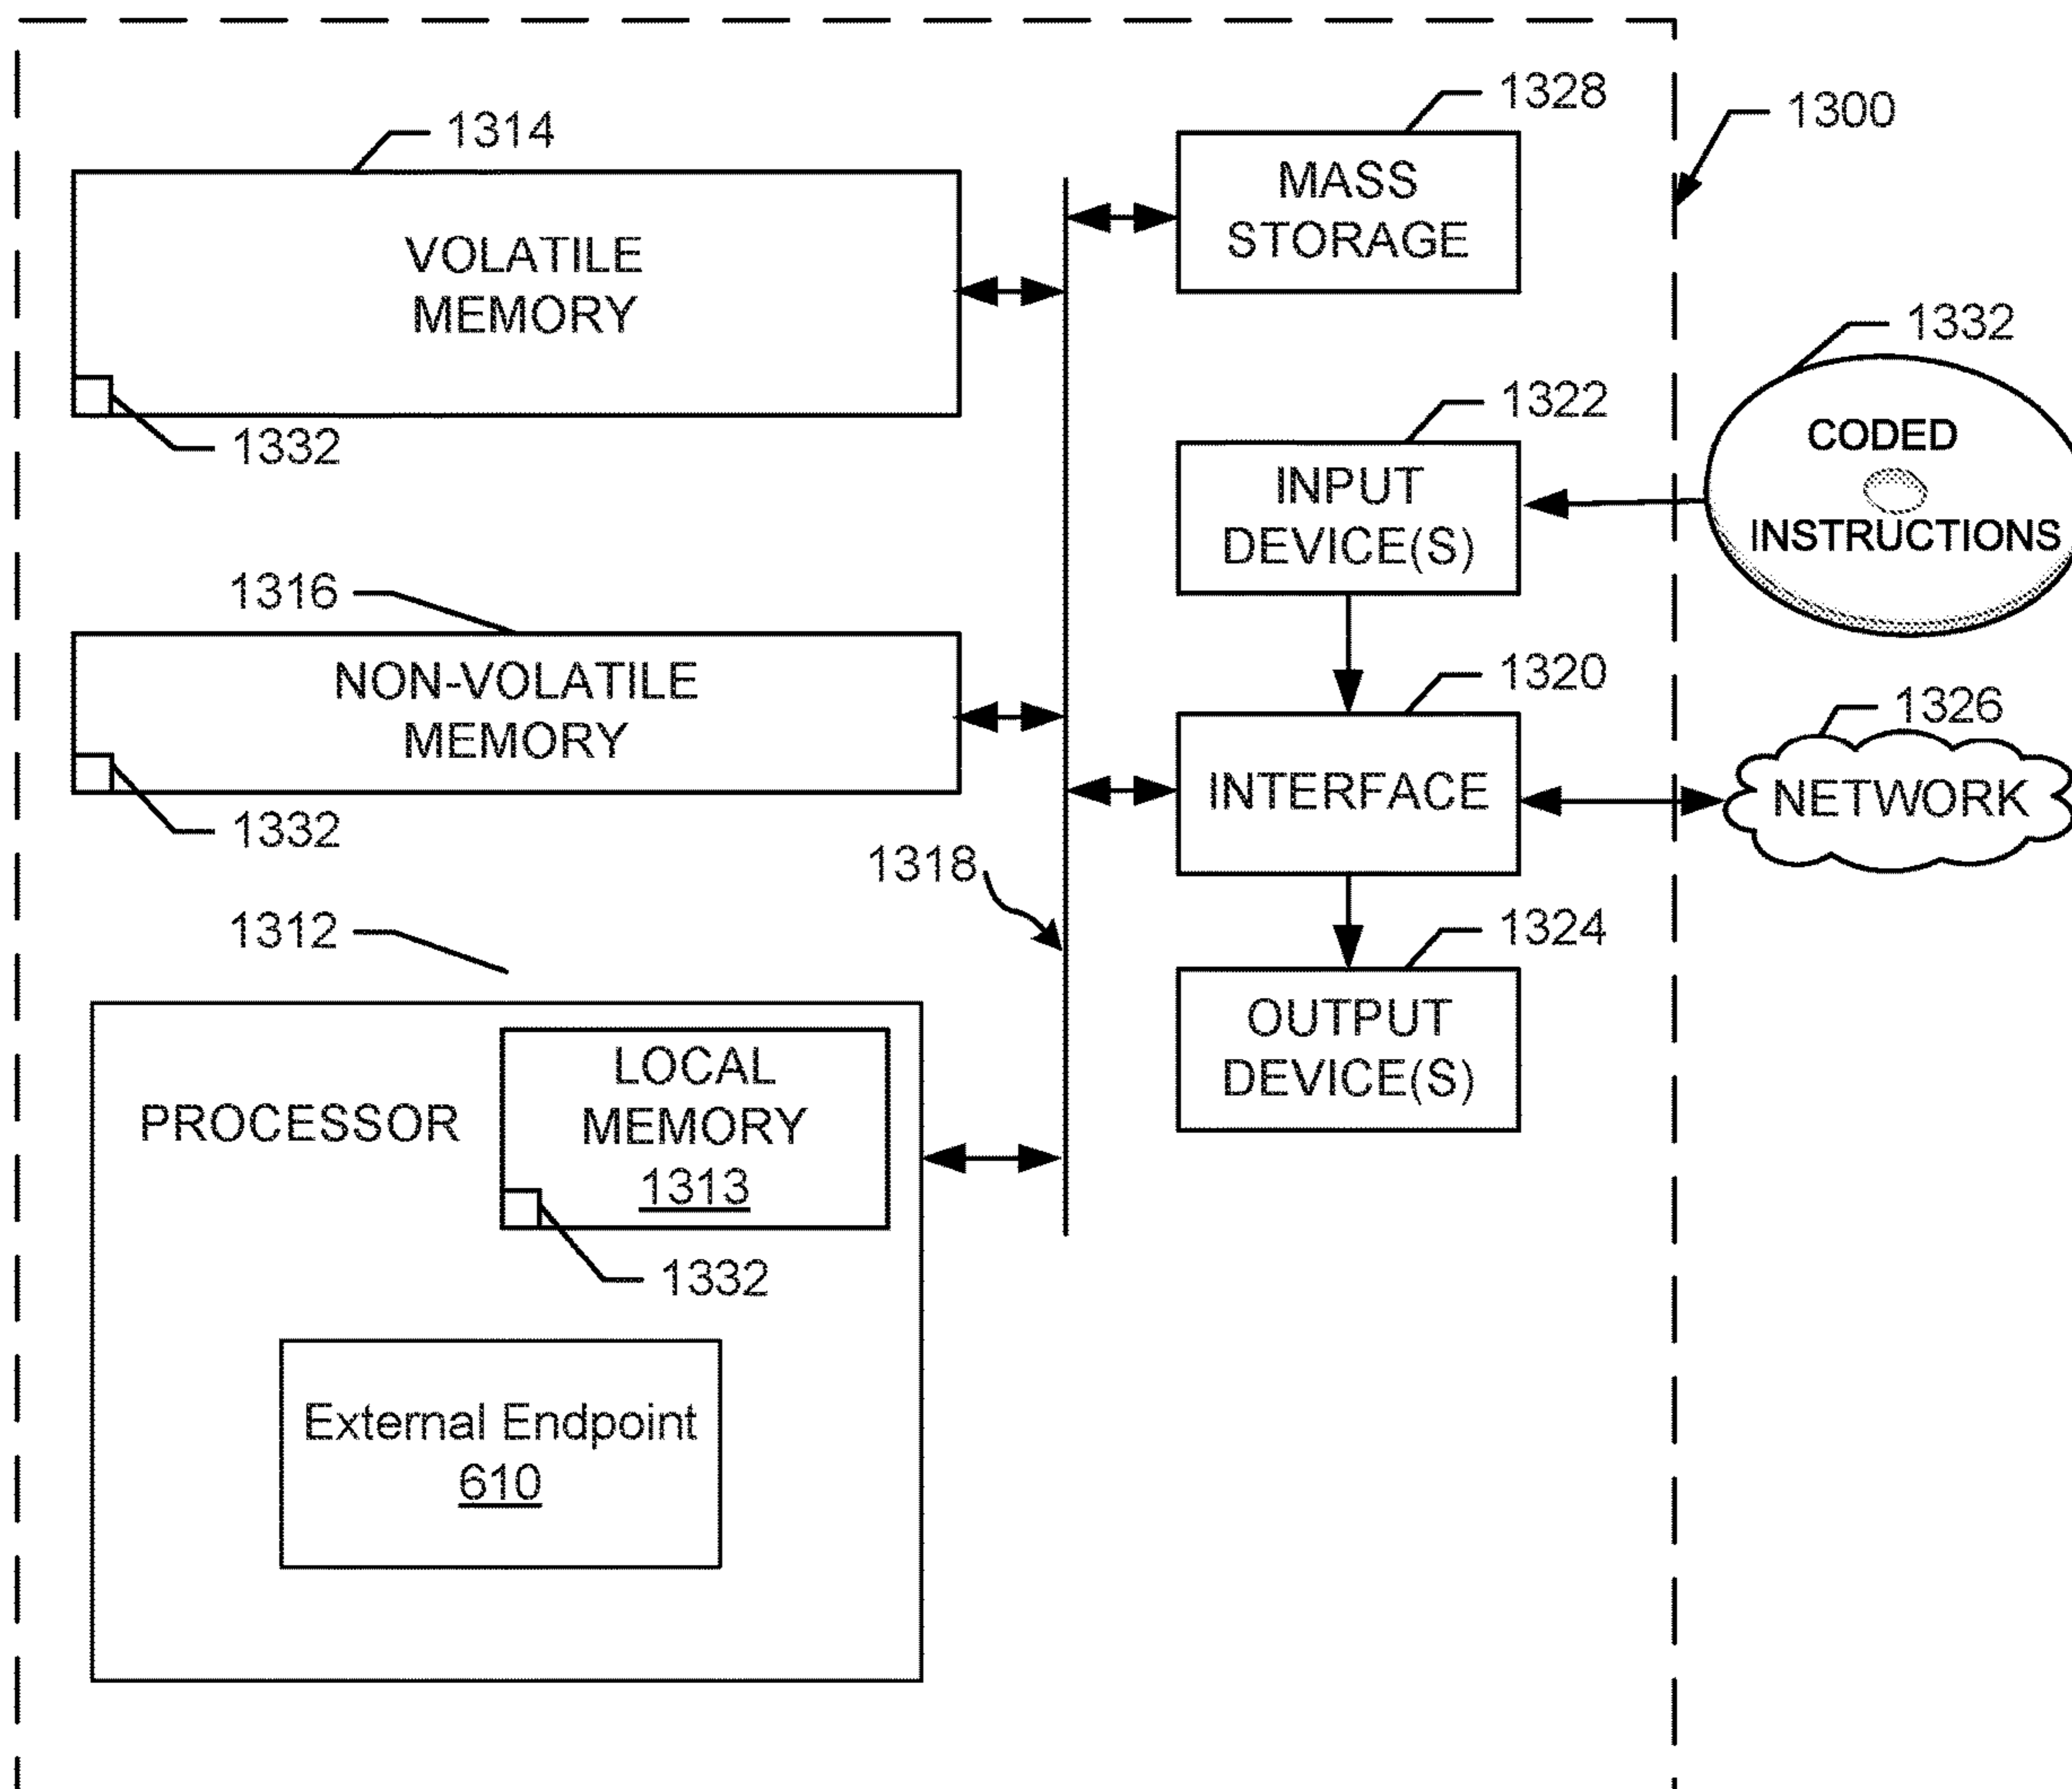 1314
VOLATILE
MEMORY
1332
1316
NON-VOLATILE
MEMORY
1332
1318
1312
PROCESSOR
LOCAL
MEMORY
1313
1332
External Endpoint
610
1328
MASS
STORAGE
1300
1322
INPUT
DEVICE(S)
1332
CODED
INSTRUCTIONS
1320
INTERFACE
1326
NETWORK
1324
OUTPUT
DEVICE(S)